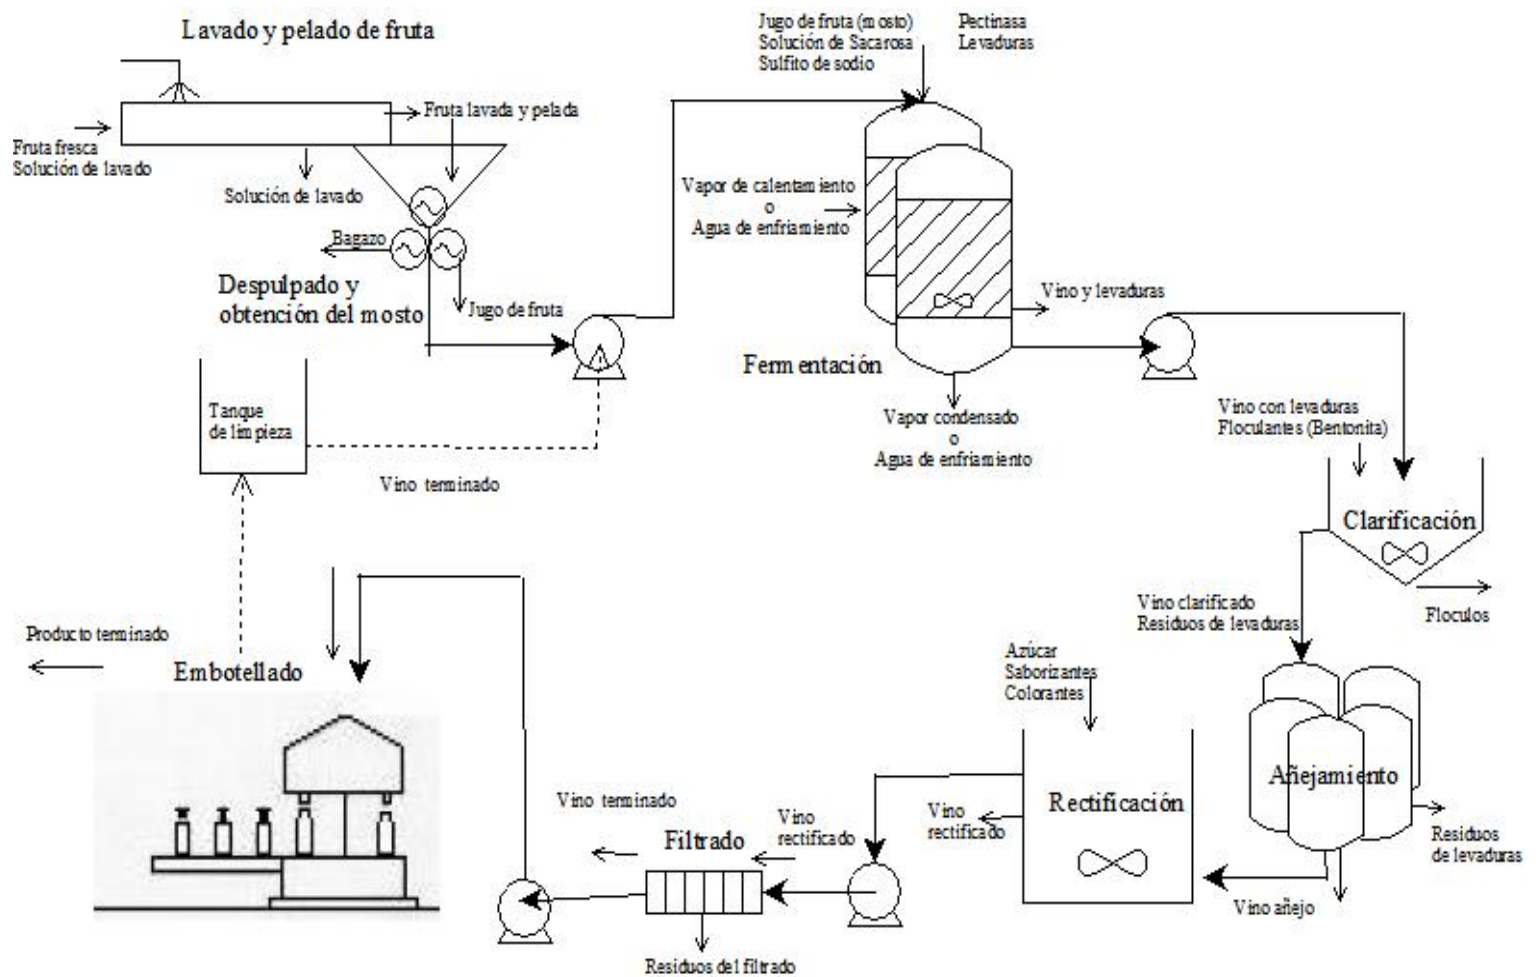 Lavado y pelado de fruta
Fruta lavada y pelada
Fruta fresca
Solución de lavado
Solución de lavado
Bagazo
Despulpado y
obtención del mosto
Jugo de fruta
Jugo de fruta (mosto)
Solución de Sacarosa
Sulfito de sodio
Pectinasa
Levaduras
Vapor de calentamiento
o
Agua de enfriamiento
Vino y levaduras
Fermentación
Vapor condensado
o
Agua de enfriamiento
Tanque
de limpieza
Vino terminado
Vino con levaduras
Floculantes (Bentonita)
Clarificación
Floculos
Vino clarificado
Residuos de levaduras
Añejamiento
Residuos
de levaduras
Vino añejo
Azúcar
Saborizantes
Colorantes
Rectificación
Vino
rectificado
Vino
rectificado
Filtrado
Vino terminado
Residuos del filtrado
Embotellado
Producto terminado